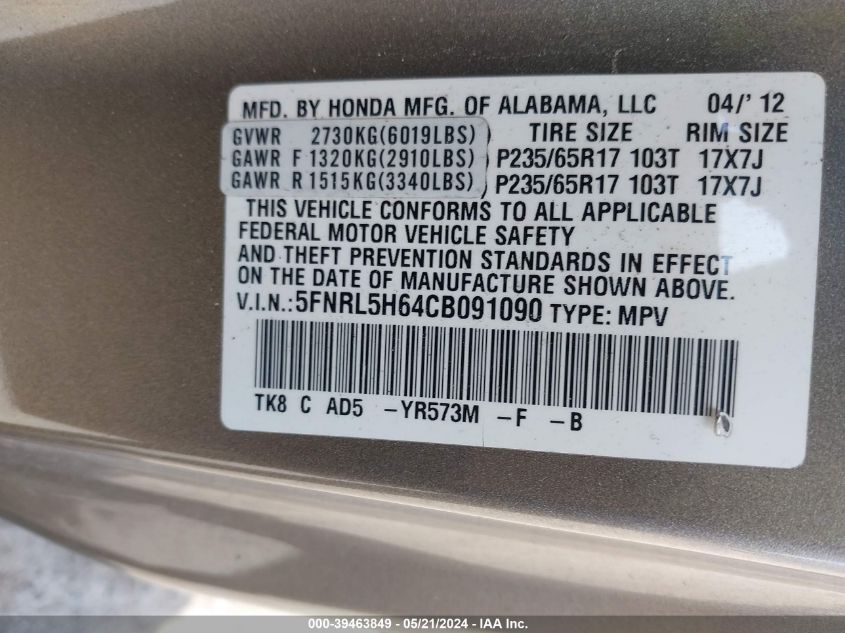 MFD. BY HONDA MFG. OF ALABAMA, LLC 04/' 12
GVWR 2730KG(6019LBS) TIRE SIZE RIM SIZE
GAWR F 1320KG(2910LBS) P235/65R17 103T 17X7J
GAWR R 1515KG(3340LBS) P235/65R17 103T 17X7J
THIS VEHICLE CONFORMS TO ALL APPLICABLE
FEDERAL MOTOR VEHICLE SAFETY
AND THEFT PREVENTION STANDARDS IN EFFECT
ON THE DATE OF MANUFACTURE SHOWN ABOVE.
V.I.N.: 5FNRL5H64CB091090 TYPE: MPV
TK8 C AD5 -YR573M -F -B
000-39463849 - 05/21/2024 - IAA Inc.